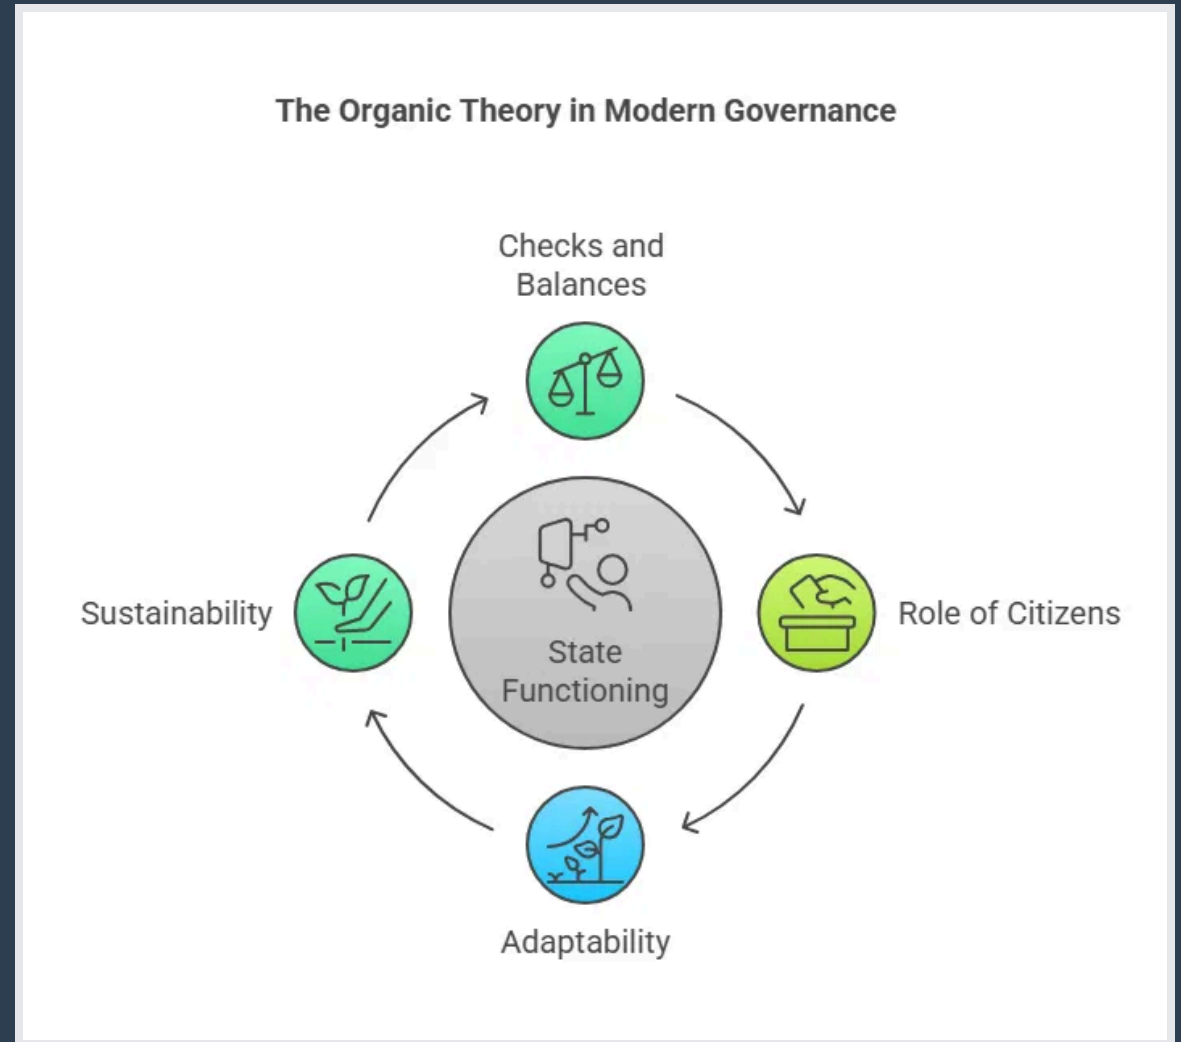 The Organic Theory in Modern Governance
Checks and
Balances
Sustainability
State
Functioning
Role of Citizens
Adaptability